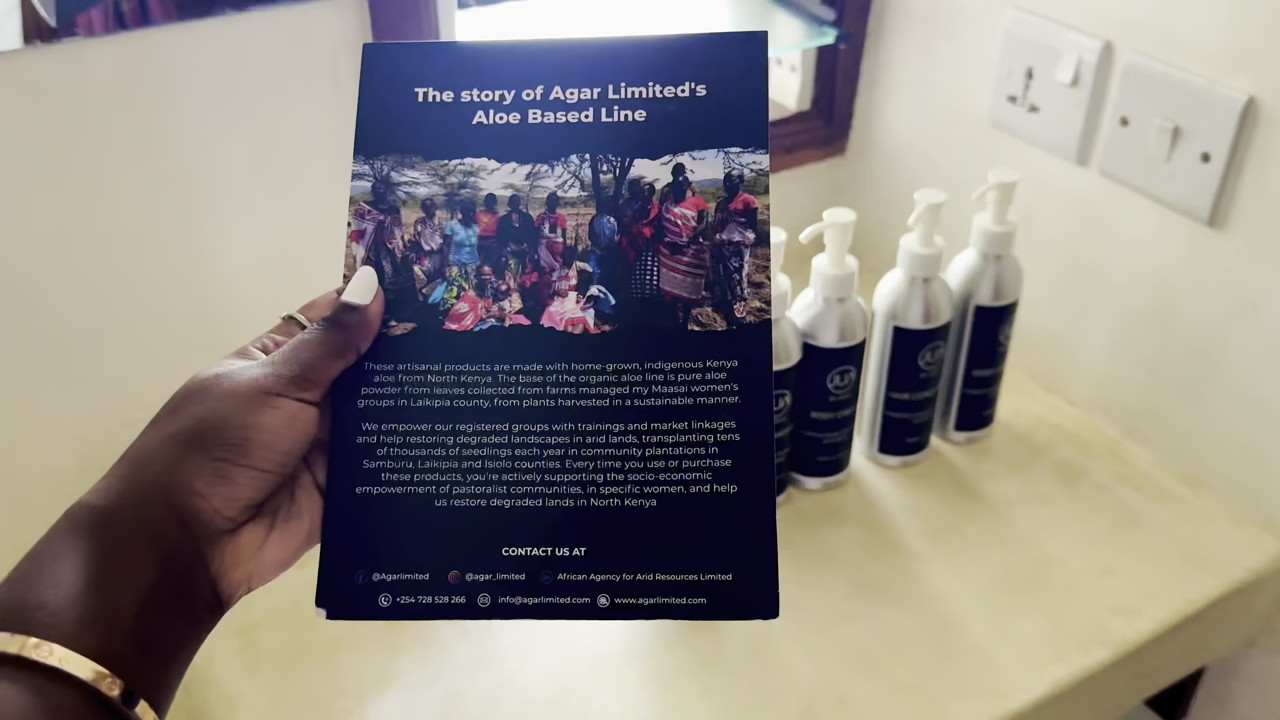 The story of Agar Limited's
Aloe Based Line
These artisanal products are made with home-grown, indigenous Kenya
aloe from North Kenya. The base of the organic aloe line is pure aloe
powder from leaves collected from farms managed my Maasai women's
groups in Laikipia county, from plants harvested in a sustainable manner.
We empower our registered groups with trainings and market linkages
and help restoring degraded landscapes in arid lands, transplanting tens
of thousands of seedlings each year in community plantations in
Samburu, Laikipia and Isiolo counties. Every time you use or purchase
these products, you're actively supporting the socio-economic
empowerment of pastoralist communities, in specific women, and help
us restore degraded lands in North Kenya
CONTACT US AT
@Agarlimited @agar_limited African Agency for Arid Resources Limited
+254 728 528 266 info@agarlimited.com www.agarlimited.com